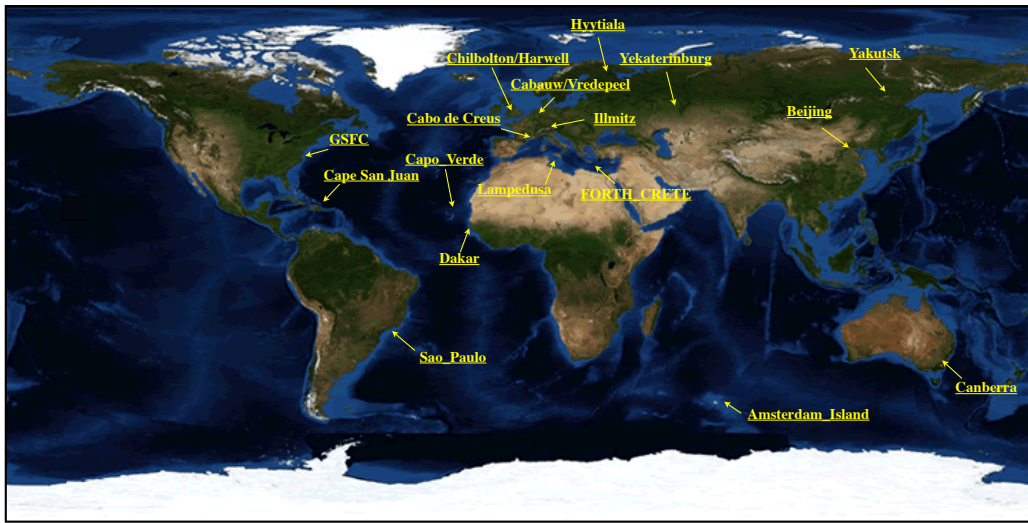 Hyytiala
Chilbolton/Harwell
Yekaterinburg
Yakutsk
Cabauw/Vredepeel
Beijing
Cabo de Creus
Illmitz
GSFC
Capo_Verde
Cape San Juan
Lampedusa
FORTH_CRETE
Dakar
Sao_Paulo
Canberra
Amsterdam_Island